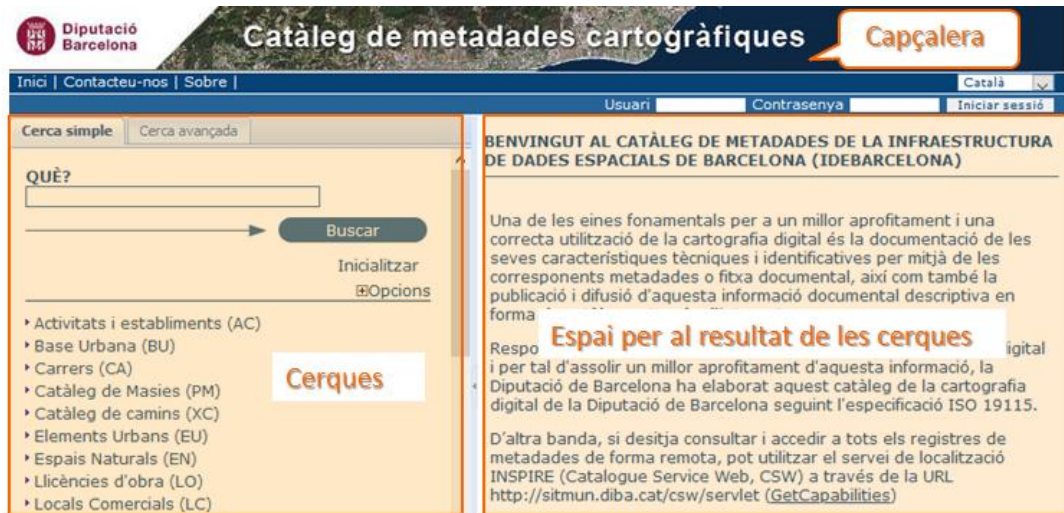 Diputació
Barcelona
Catàleg de metadades cartogràfiques
Capçalera
Inici | Contacteu-nos | Sobre |
Català
Usuari
Contrasenya
Iniciar sessió
Cerca simple
Cerca avançada
QUÈ?
Buscar
Inicialitzar
Opcions
Activitats i establiments (AC)
Base Urbana (BU)
Carrers (CA)
Catàleg de Masies (PM)
Catàleg de camins (XC)
Elements Urbans (EU)
Espais Naturals (EN)
Llicències d'obra (LO)
Locals Comercials (LC)
Cerques
BENVINGUT AL CATÀLEG DE METADADES DE LA INFRAESTRUCTURA
DE DADES ESPACIALS DE BARCELONA (IDEBARCELONA)
Una de les eines fonamentals per a un millor aprofitament i una
correcta utilització de la cartografia digital és la documentació de les
seves característiques tècniques i identificatives per mitjà de les
corresponents metadades o fitxa documental, així com també la
publicació i difusió d'aquesta informació documental descriptiva en
forma
Espai per al resultat de les cerques
i per tal d'assolir un millor aprofitament d'aquesta informació, la
Diputació de Barcelona ha elaborat aquest catàleg de la cartografia
digital de la Diputació de Barcelona seguint l'especificació ISO 19115.
D'altra banda, si desitja consultar i accedir a tots els registres de
metadades de forma remota, pot utilitzar el servei de localització
INSPIRE (Catalogue Service Web, CSW) a través de la URL
http://sitmun.diba.cat/csw/servlet (GetCapabilities)